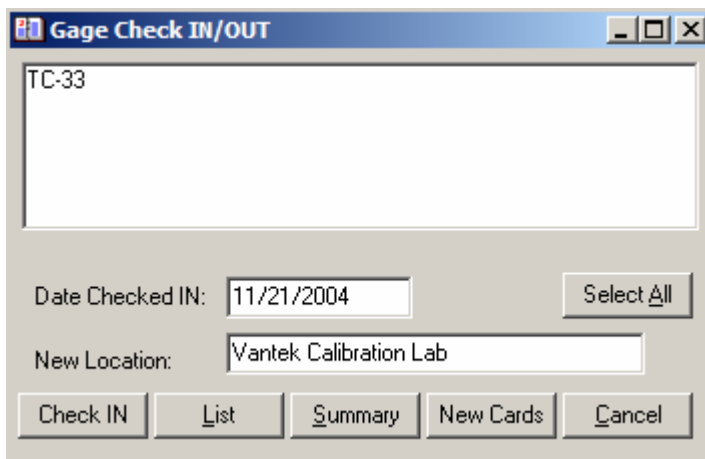 Gage Check IN/OUT
TC-33
Date Checked IN: 11/21/2004 Select All
New Location: Vantek Calibration Lab
Check IN List Summary New Cards Cancel